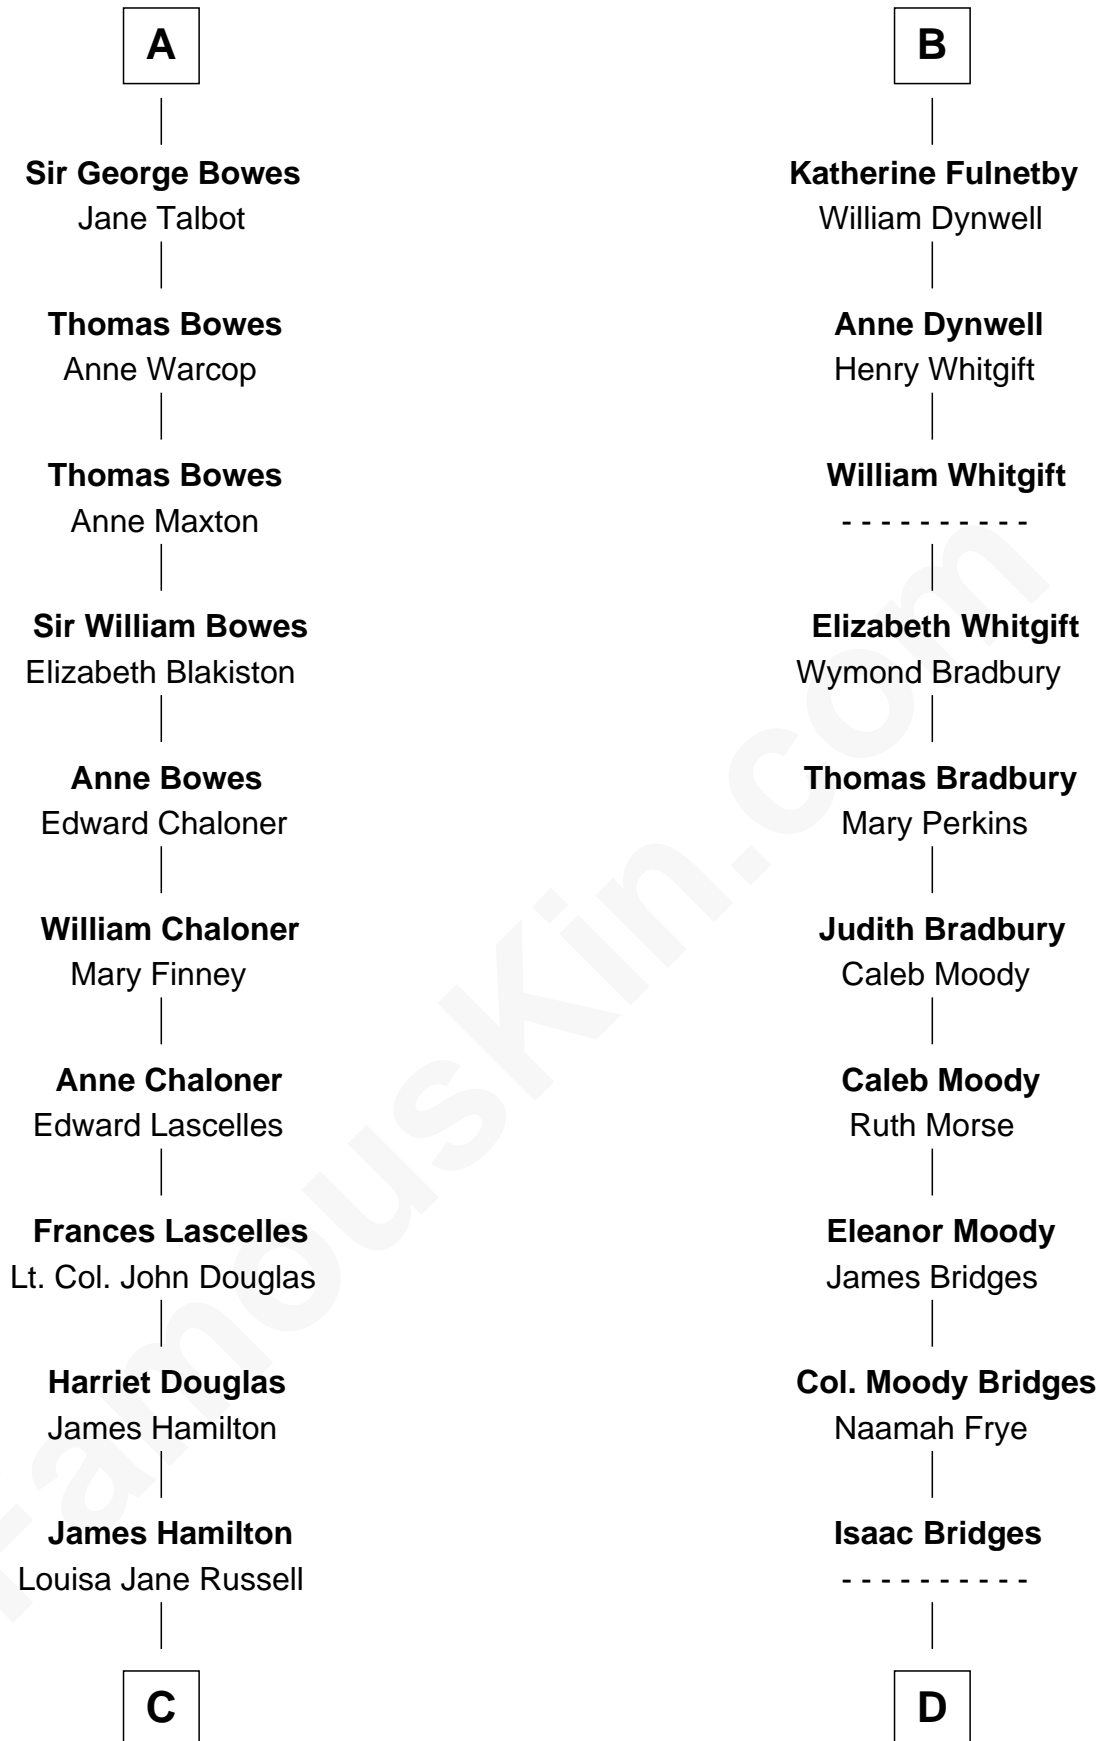 A
Sir George Bowes
Jane Talbot
Thomas Bowes
Anne Warcop
Thomas Bowes
Anne Maxton
Sir William Bowes
Elizabeth Blakiston
Anne Bowes
Edward Chaloner
William Chaloner
Mary Finney
Anne Chaloner
Edward Lascelles
Frances Lascelles
Lt. Col. John Douglas
Harriet Douglas
James Hamilton
James Hamilton
Louisa Jane Russell
C
B
Katherine Fulnetby
William Dynwell
Anne Dynwell
Henry Whitgift
William Whitgift
- - - - - - - - - -
Elizabeth Whitgift
Wymond Bradbury
Thomas Bradbury
Mary Perkins
Judith Bradbury
Caleb Moody
Caleb Moody
Ruth Morse
Eleanor Moody
James Bridges
Col. Moody Bridges
Naamah Frye
Isaac Bridges
- - - - - - - - - -
D
FamousKin.com